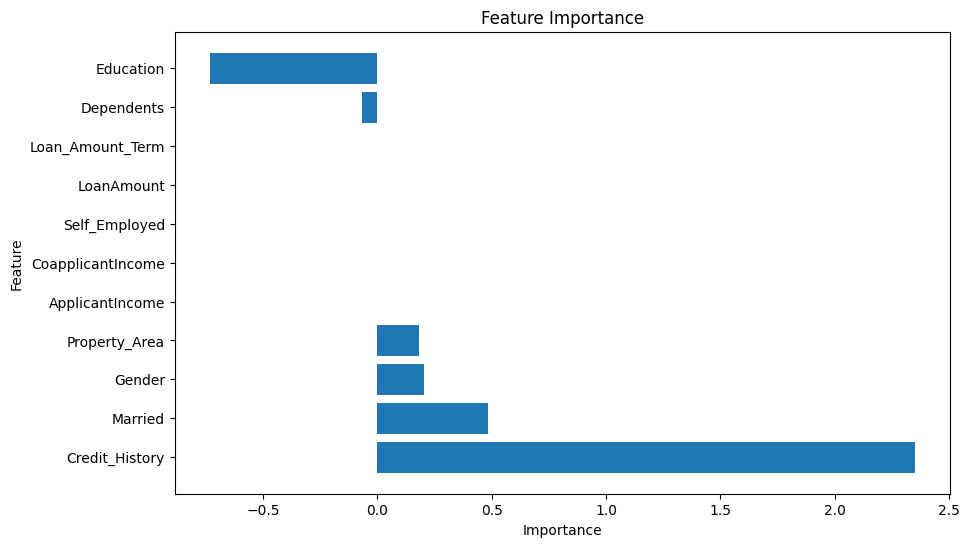 Feature Importance
Education
Dependents
Loan_Amount_Term
LoanAmount
Self_Employed
CoapplicantIncome
ApplicantIncome
Property_Area
Gender
Married
Credit_History
Feature
−0.5 0.0 0.5 1.0 1.5 2.0 2.5
Importance